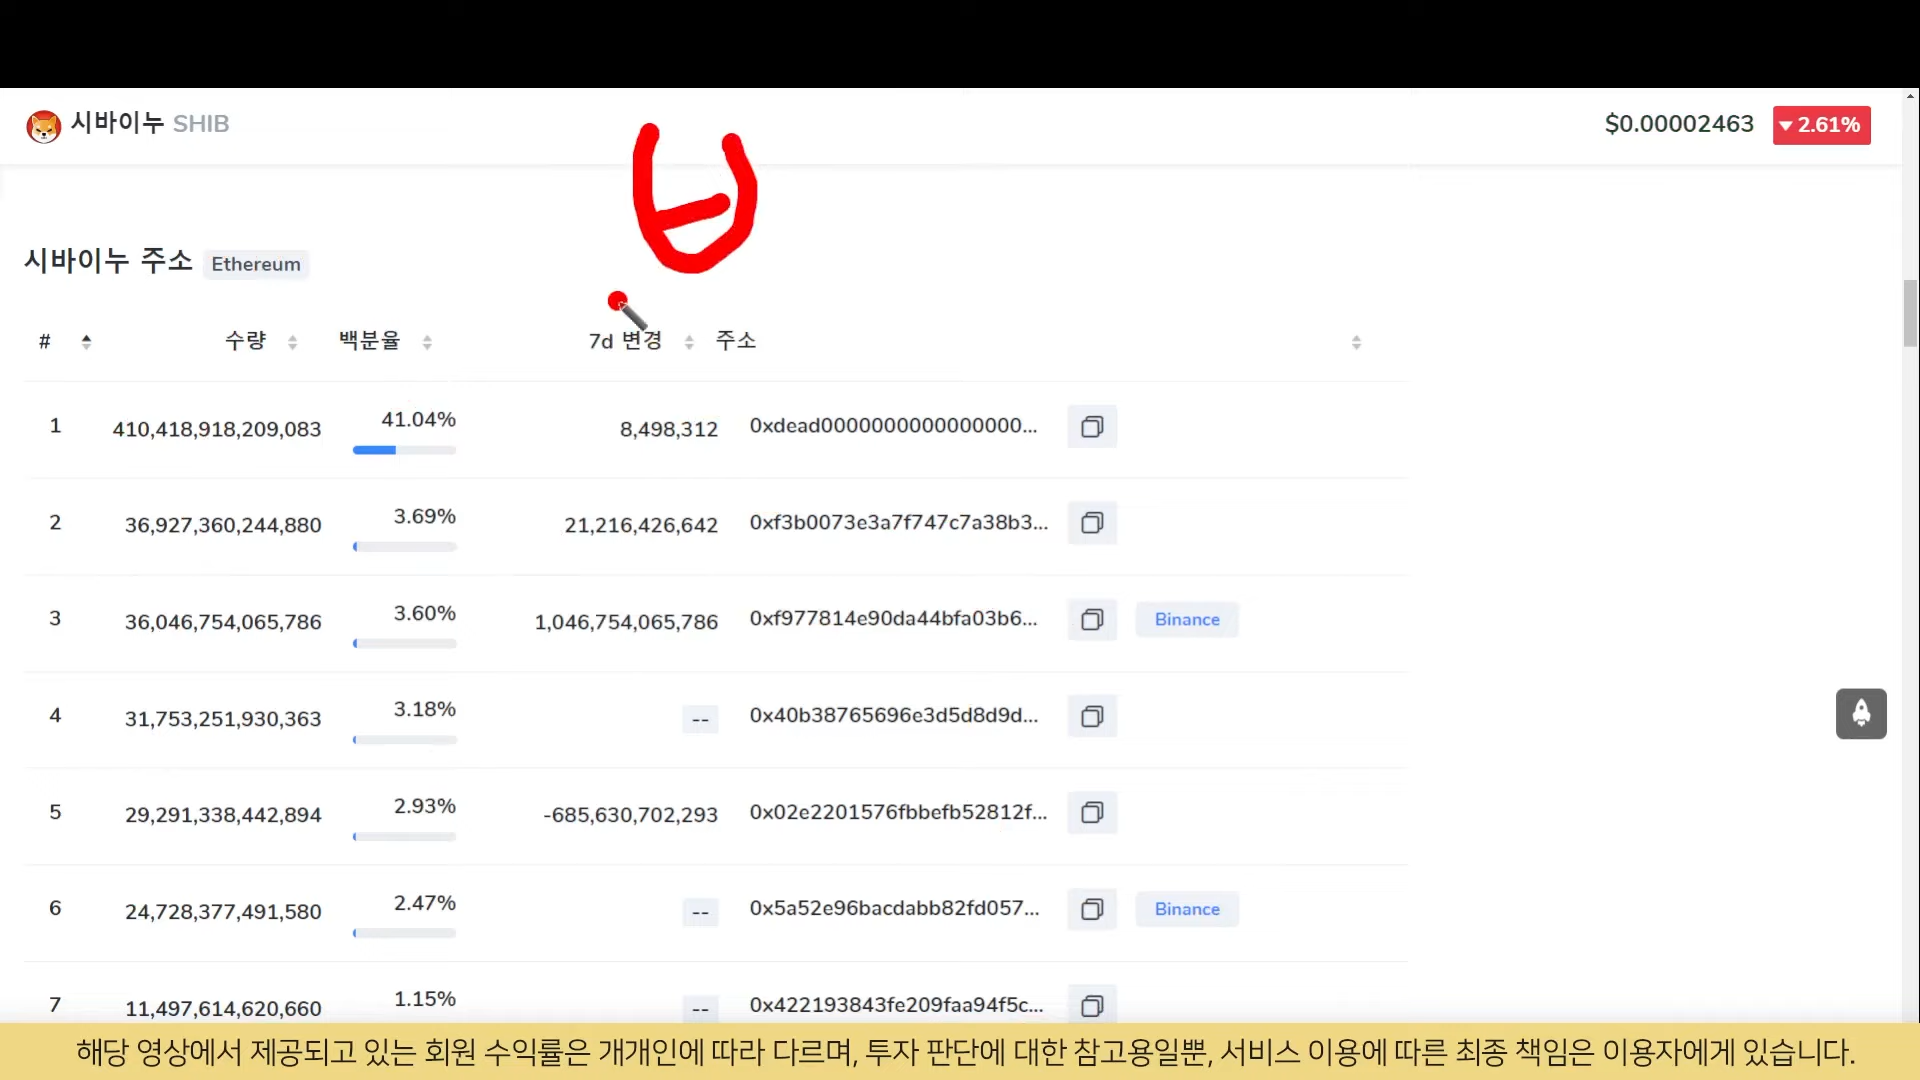 시바이누 SHIB $0.00002463 2.61%
시바이누 주소 Ethereum
# 수량 백분율 7d 변경 주소
1 410,418,918,209,083 41.04% 8,498,312 0xdead0000000000000000...
2 36,927,360,244,880 3.69% 21,216,426,642 0xf3b0073e3a7f747c7a38b3...
3 36,046,754,065,786 3.60% 1,046,754,065,786 0xf977814e90da44bfa03b6... Binance
4 31,753,251,930,363 3.18% -- 0x40b38765696e3d5d8d9d...
5 29,291,338,442,894 2.93% -685,630,702,293 0x02e2201576fbbefb52812f...
6 24,728,377,491,580 2.47% -- 0x5a52e96bacdabb82fd057... Binance
7 11,497,614,620,660 1.15% -- 0x422193843fe209faa94f5c...
해당 영상에서 제공되고 있는 회원 수익률은 개개인에 따라 다르며, 투자 판단에 대한 참고용일뿐, 서비스 이용에 따른 최종 책임은 이용자에게 있습니다.